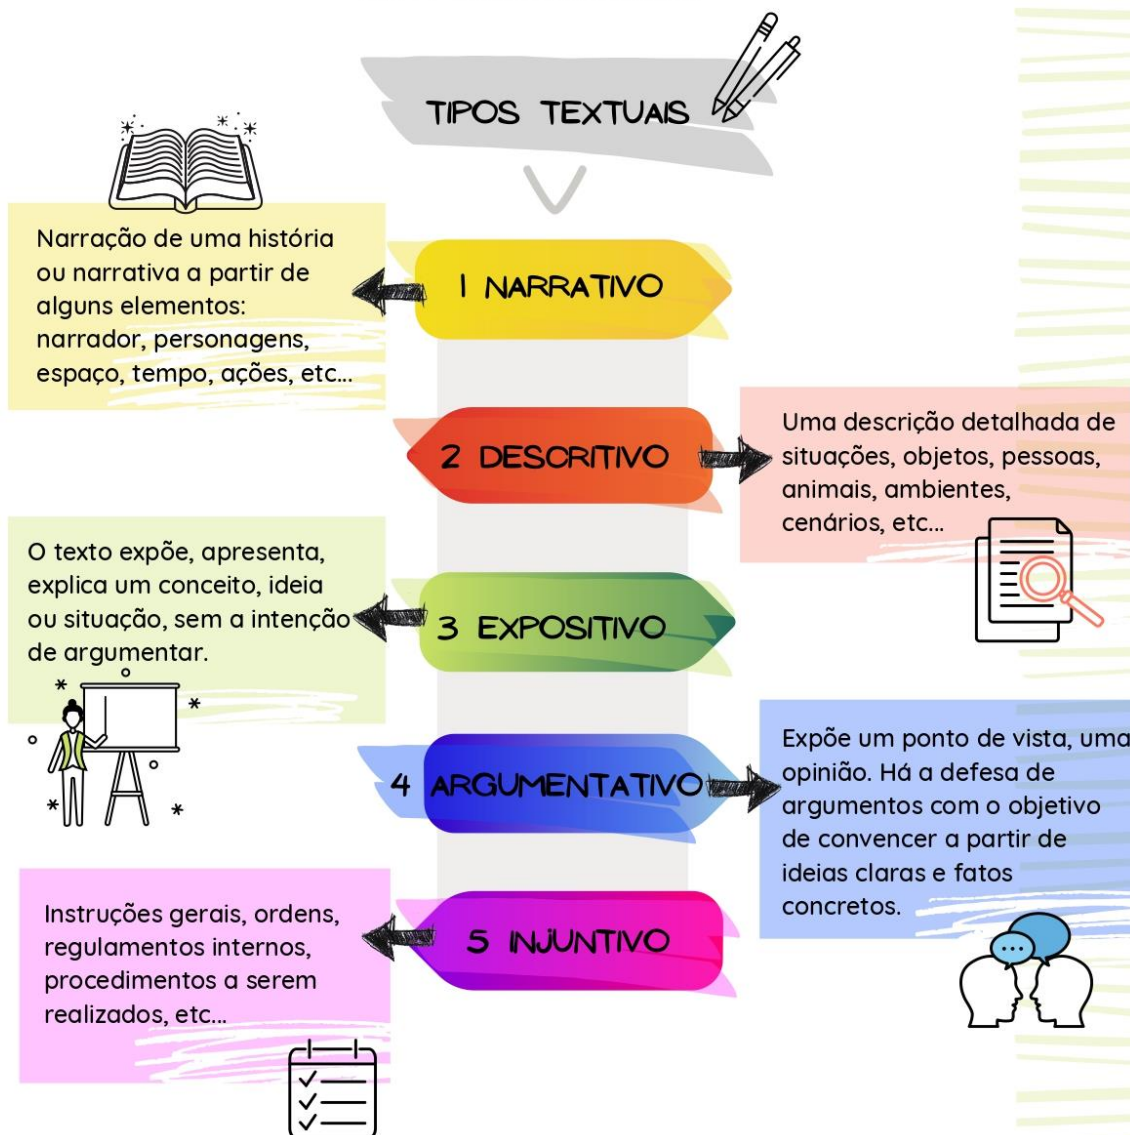 TIPOS TEXTUAIS
1 NARRATIVO
Narração de uma história
ou narrativa a partir de
alguns elementos:
narrador, personagens,
espaço, tempo, ações, etc...
2 DESCRITIVO
Uma descrição detalhada de
situações, objetos, pessoas,
animais, ambientes,
cenários, etc...
3 EXPOSITIVO
O texto expõe, apresenta,
explica um conceito, ideia
ou situação, sem a intenção
de argumentar.
4 ARGUMENTATIVO
Expõe um ponto de vista, uma
opinião. Há a defesa de
argumentos com o objetivo
de convencer a partir de
ideias claras e fatos
concretos.
5 INJUNTIVO
Instruções gerais, ordens,
regulamentos internos,
procedimentos a serem
realizados, etc...